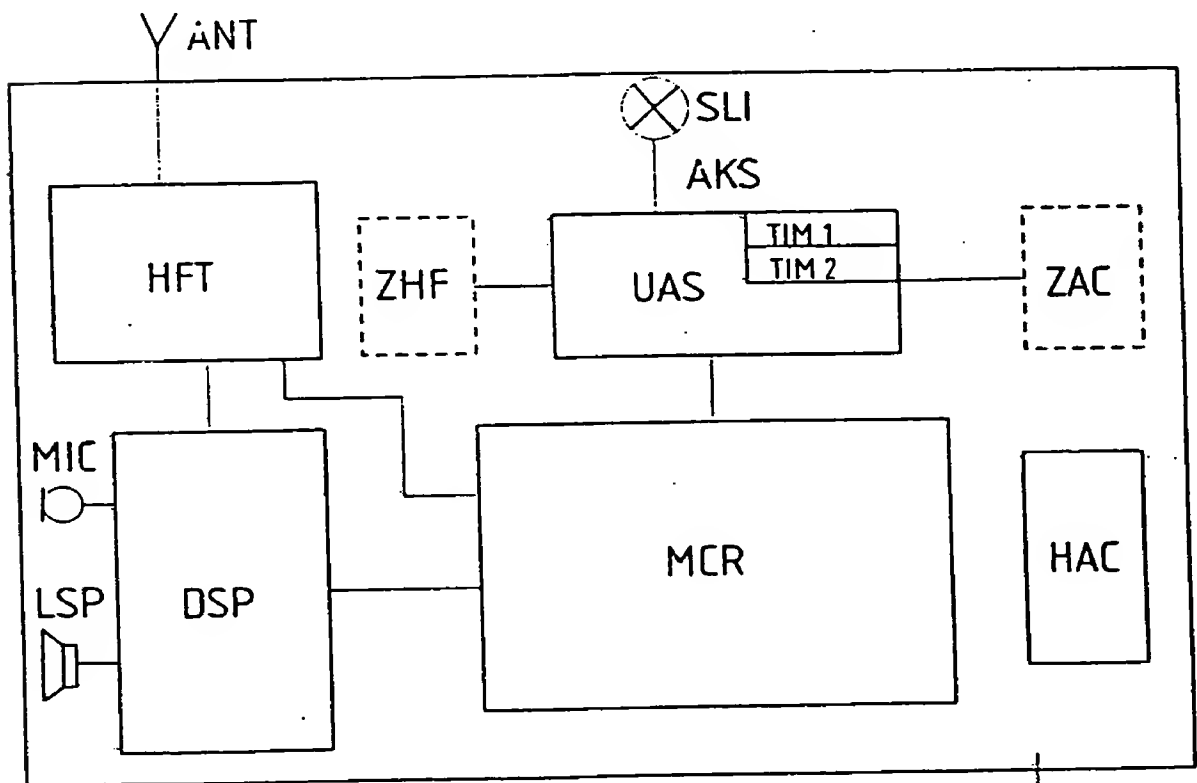 ANT
SLI
AKS
HFT
ZHF
UAS
TIM 1
TIM 2
ZAC
MIC
LSP
DSP
MCR
HAC